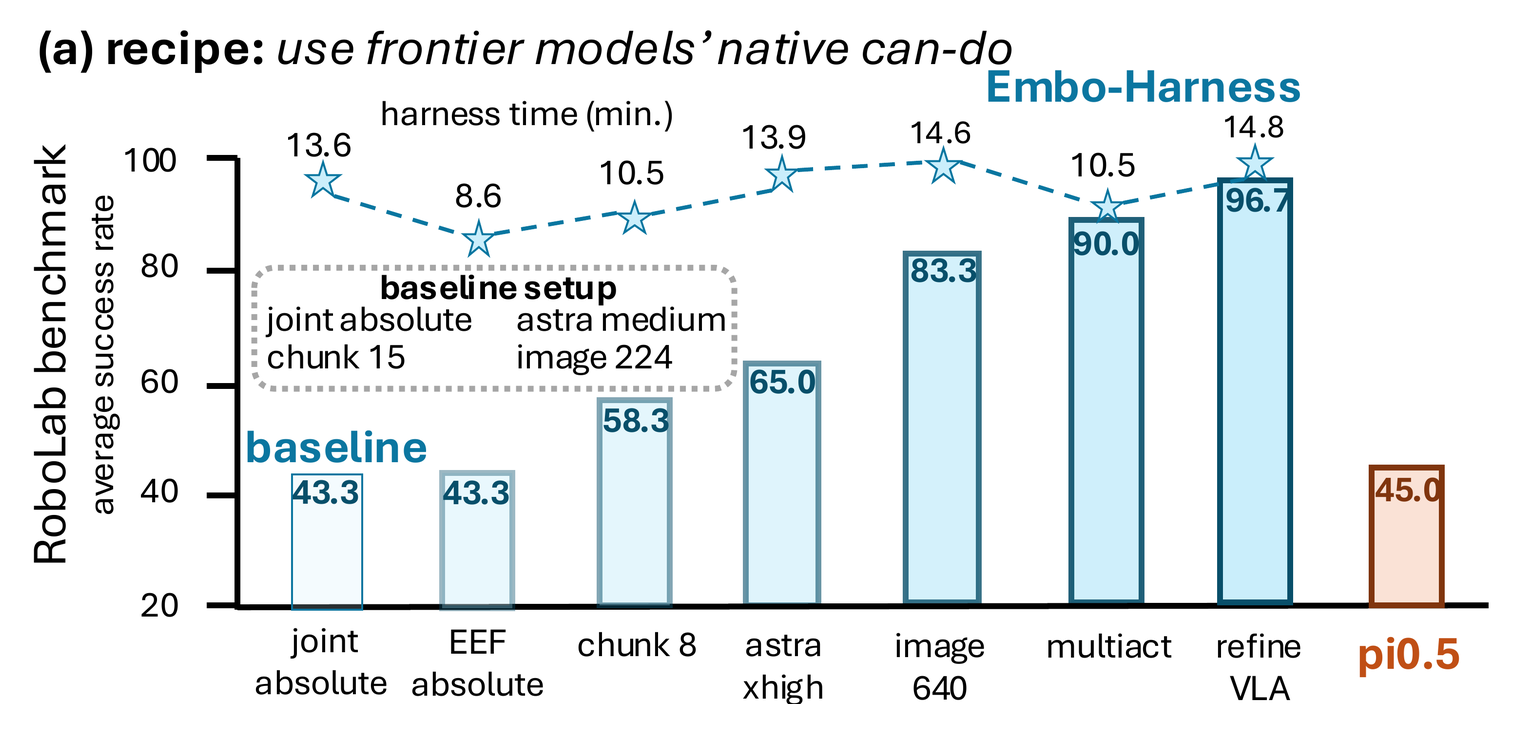 (a) recipe: use frontier models’ native can-do
Embo-Harness
harness time (min.)
13.6
8.6
10.5
13.9
14.6
10.5
14.8
RoboLab benchmark
average success rate
100
80
60
40
20
baseline setup
joint absolute astra medium
chunk 15 image 224
baseline
43.3
43.3
58.3
65.0
83.3
90.0
96.7
45.0
joint
absolute
EEF
absolute
chunk 8
astra
xhigh
image
640
multiact
refine
VLA
pi0.5